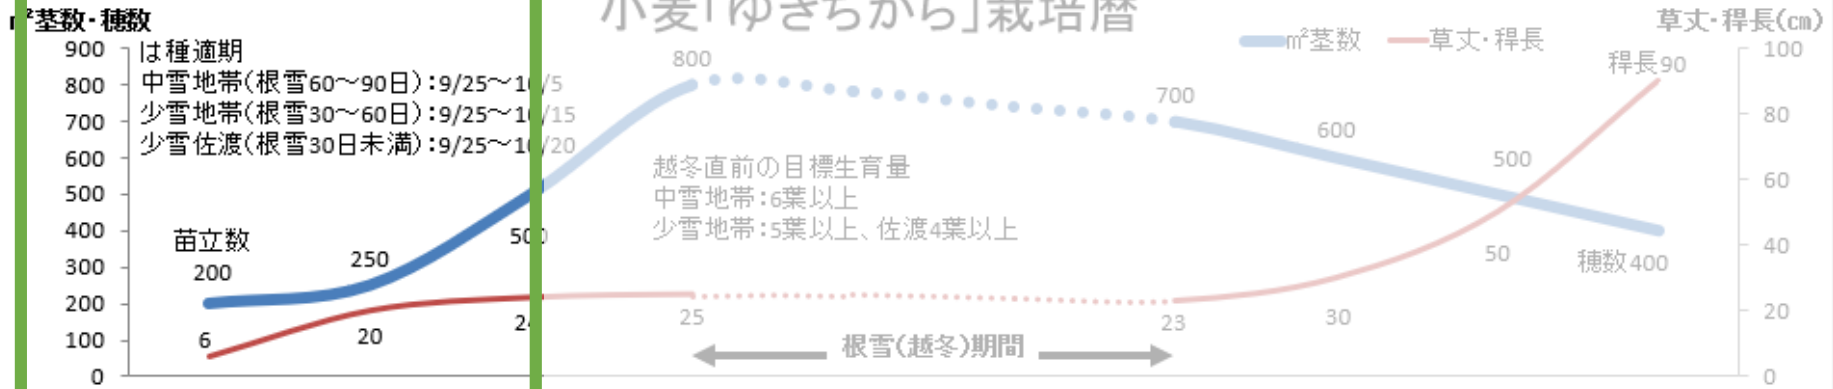 小麦「ゆきちから」栽培暦
㎡茎数・穂数
草丈・稈長(cm)
㎡茎数 草丈・稈長
は種適期
中雪地帯(根雪60～90日):9/25～10/5
少雪地帯(根雪30～60日):9/25～10/15
少雪佐渡(根雪30日未満):9/25～10/20
越冬直前の目標生育量
中雪地帯:6葉以上
少雪地帯:5葉以上、佐渡4葉以上
900
800
700
600
500
400
300
200
100
0
苗立数
200
250
500
800
700
600
500
穂数400
6
20
24
25
23
30
50
稈長90
根雪(越冬)期間
100
80
60
40
20
0